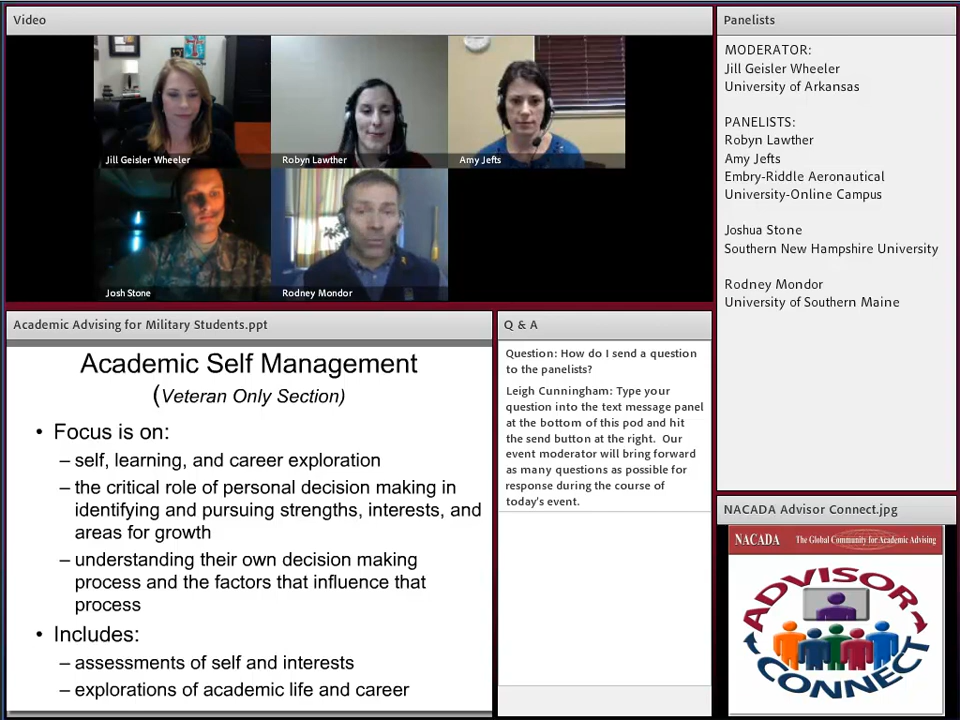 Video
Jill Geisler Wheeler
Robyn Lawther
Amy Jefts
Josh Stone
Rodney Mondor
Panelists
MODERATOR:
Jill Geisler Wheeler
University of Arkansas
PANELISTS:
Robyn Lawther
Amy Jefts
Embry-Riddle Aeronautical
University-Online Campus
Joshua Stone
Southern New Hampshire University
Rodney Mondor
University of Southern Maine
Academic Advising for Military Students.ppt
Academic Self Management
(Veteran Only Section)
• Focus is on:
– self, learning, and career exploration
– the critical role of personal decision making in
identifying and pursuing strengths, interests, and
areas for growth
– understanding their own decision making
process and the factors that influence that
process
• Includes:
– assessments of self and interests
– explorations of academic life and career
Q & A
Question: How do I send a question
to the panelists?
Leigh Cunningham: Type your
question into the text message panel
at the bottom of this pod and hit
the send button at the right. Our
event moderator will bring forward
as many questions as possible for
response during the course of
today's event.
NACADA Advisor Connect.jpg
NACADA The Global Community for Academic Advising
ADVISOR
CONNECT